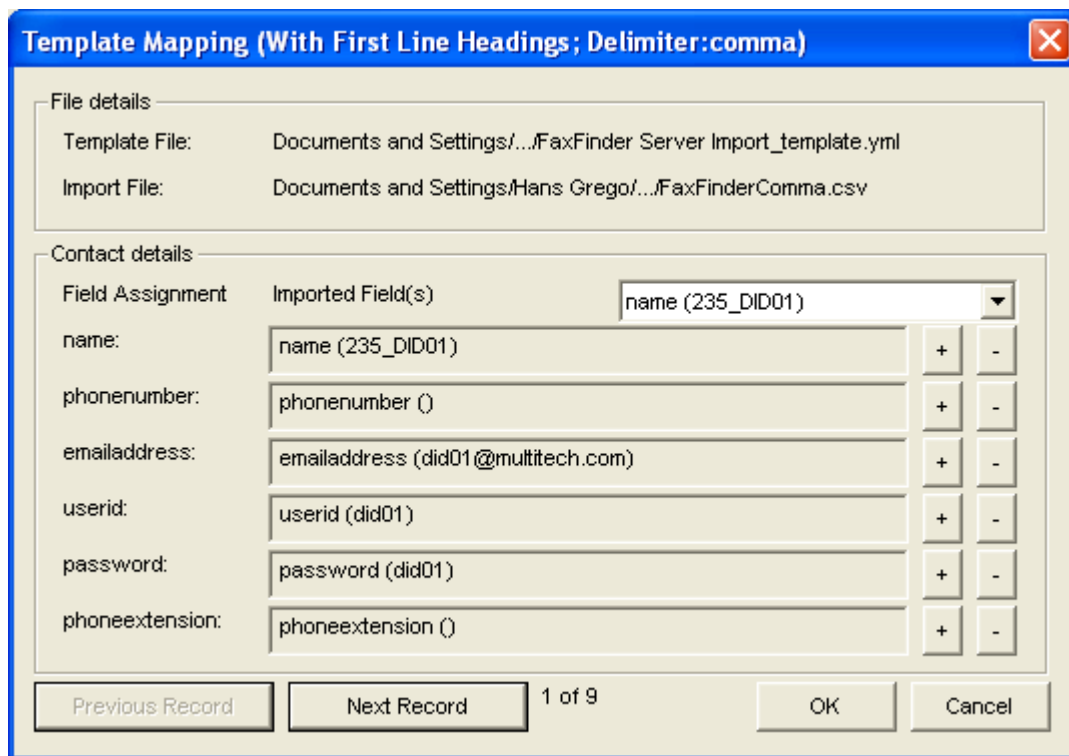 Template Mapping (With First Line Headings; Delimiter:comma)
File details
Template File: Documents and Settings/.../FaxFinder Server Import_template.yml
Import File: Documents and Settings/Hans Grego/.../FaxFinderComma.csv
Contact details
Field Assignment Imported Field(s) name (235_DID01)
name: name (235_DID01) + -
phonenumber: phonenumber () + -
emailaddress: emailaddress (did01@multitech.com) + -
userid: userid (did01) + -
password: password (did01) + -
phoneextension: phoneextension () + -
Previous Record Next Record 1 of 9 OK Cancel